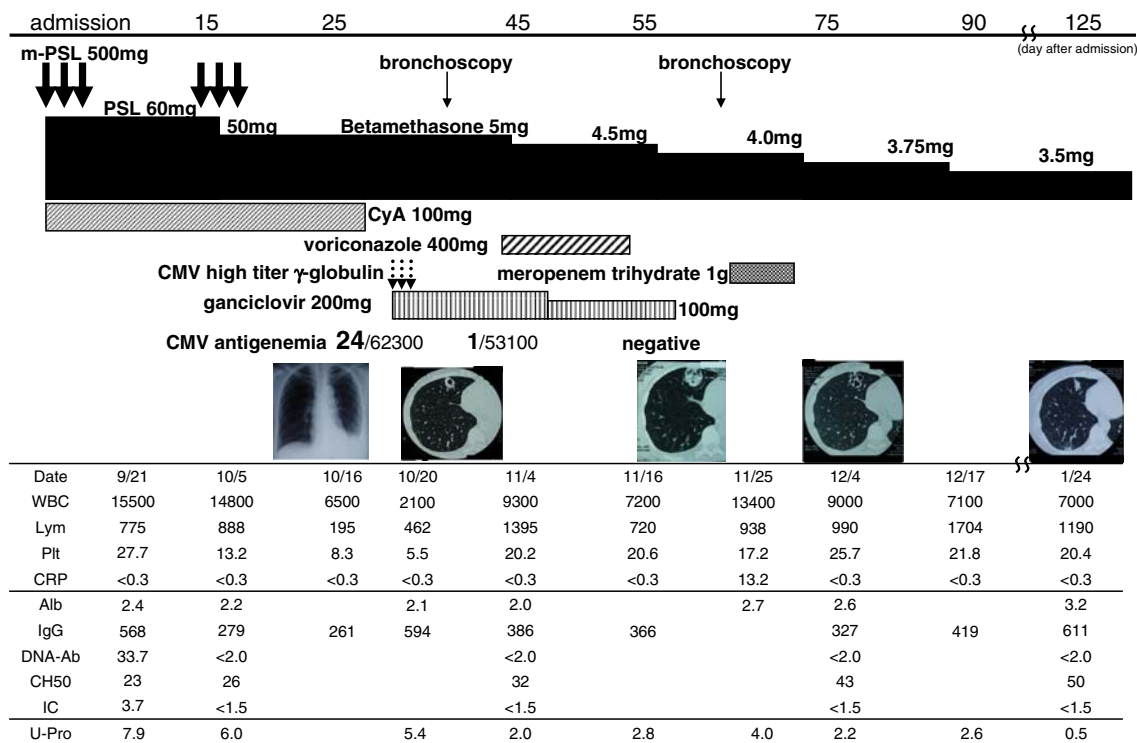 admission 15 25 45 55 75 90 125
(day after admission)
m-PSL 500mg
bronchoscopy bronchoscopy
PSL 60mg
50mg Betamethasone 5mg 4.5mg 4.0mg 3.75mg 3.5mg
CyA 100mg
voriconazole 400mg
CMV high titer γ-globulin meropenem trihydrate 1g
ganciclovir 200mg 100mg
CMV antigenemia 24/62300 1/53100 negative
Date 9/21 10/5 10/16 10/20 11/4 11/16 11/25 12/4 12/17 1/24
WBC 15500 14800 6500 2100 9300 7200 13400 9000 7100 7000
Lym 775 888 195 462 1395 720 938 990 1704 1190
Plt 27.7 13.2 8.3 5.5 20.2 20.6 17.2 25.7 21.8 20.4
CRP <0.3 <0.3 <0.3 <0.3 <0.3 <0.3 13.2 <0.3 <0.3 <0.3
Alb 2.4 2.2 2.1 2.0 2.7 2.6 3.2
IgG 568 279 261 594 386 366 327 419 611
DNA-Ab 33.7 <2.0 <2.0 <2.0 <2.0
CH50 23 26 32 43 50
IC 3.7 <1.5 <1.5 <1.5 <1.5
U-Pro 7.9 6.0 5.4 2.0 2.8 4.0 2.2 2.6 0.5